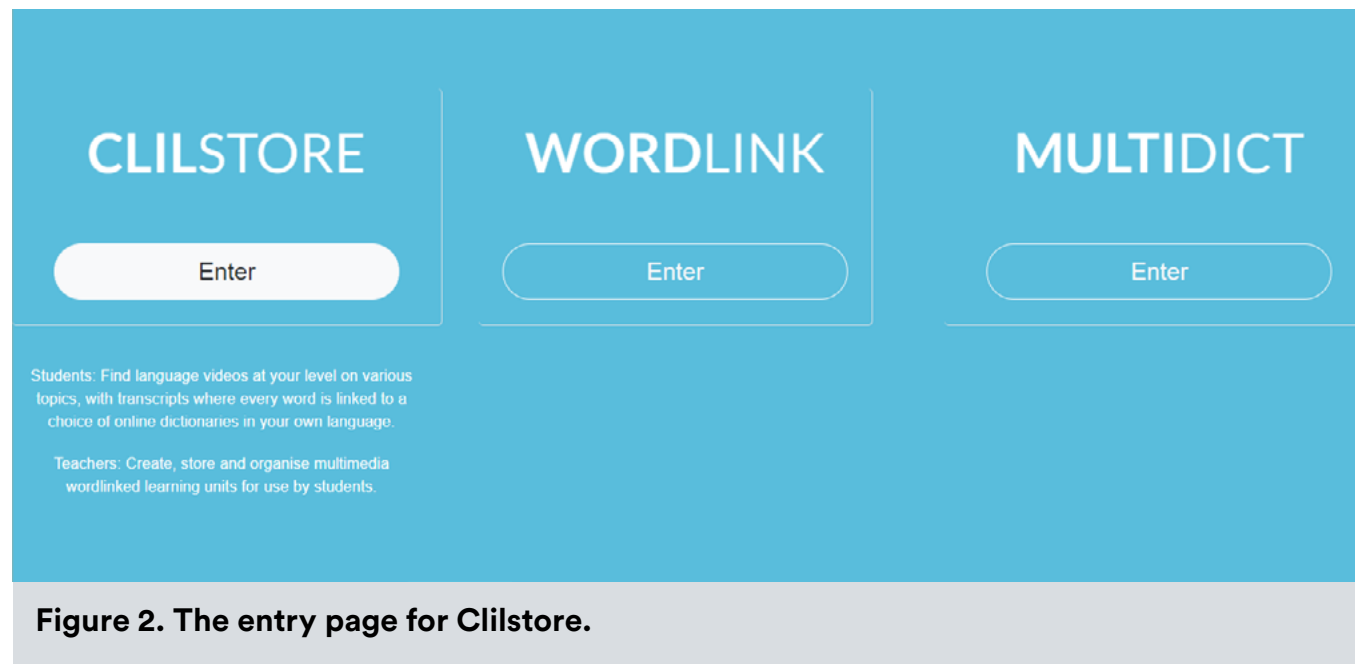 CLILSTORE
WORDLINK
MULTIDICT
Enter
Enter
Enter
Students: Find language videos at your level on various
topics, with transcripts where every word is linked to a
choice of online dictionaries in your own language.
Teachers: Create, store and organise multimedia
wordlinked learning units for use by students.
Figure 2. The entry page for Clilstore.